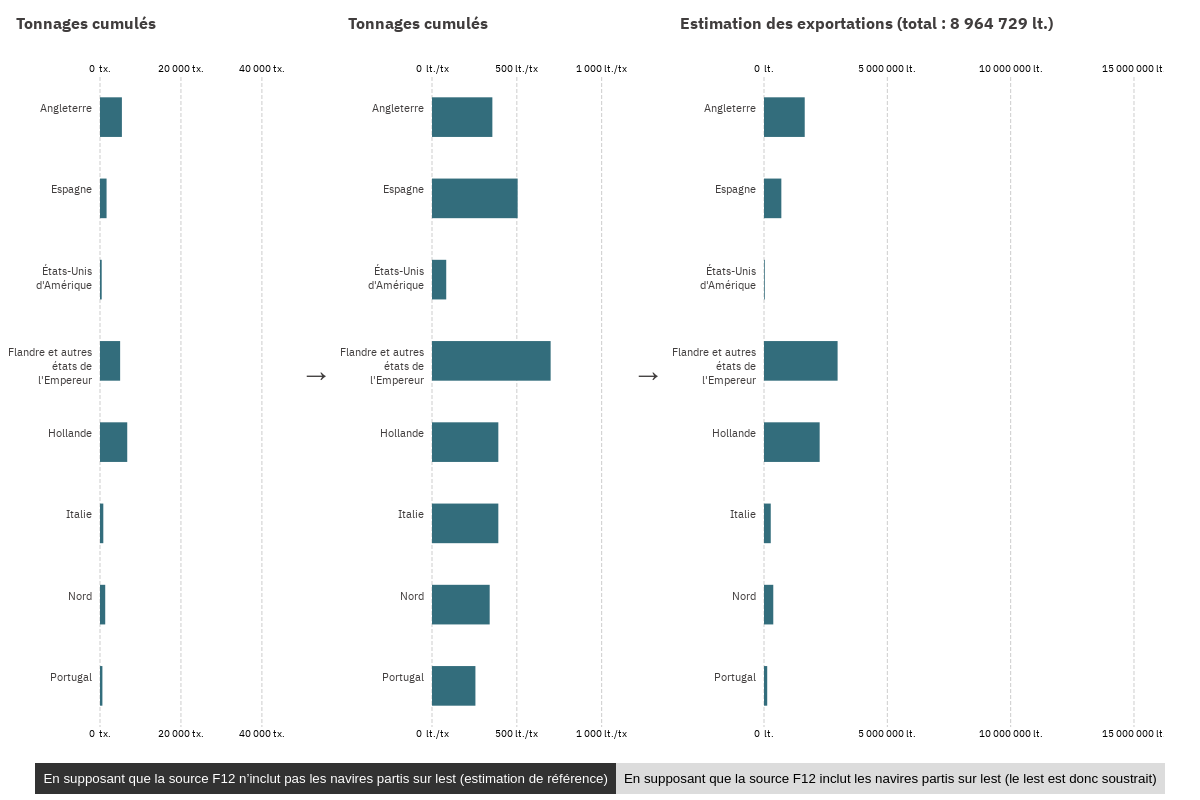 Tonnages cumulés
0 tx.
20 000 tx.
40 000 tx.
Angleterre
Espagne
États-Unis
d'Amérique
Flandre et autres
états de
l'Empereur
Hollande
Italie
Nord
Portugal
0 tx.
20 000 tx.
40 000 tx.
→
Tonnages cumulés
0 lt./tx
500 lt./tx
1 000 lt./tx
Angleterre
Espagne
États-Unis
d'Amérique
Flandre et autres
états de
l'Empereur
Hollande
Italie
Nord
Portugal
0 lt./tx
500 lt./tx
1 000 lt./tx
→
Estimation des exportations (total : 8 964 729 lt.)
0 lt.
5 000 000 lt.
10 000 000 lt.
15 000 000 lt
Angleterre
Espagne
États-Unis
d'Amérique
Flandre et autres
états de
l'Empereur
Hollande
Italie
Nord
Portugal
0 lt.
5 000 000 lt.
10 000 000 lt.
15 000 000 lt.
En supposant que la source F12 n’inclut pas les navires partis sur lest (estimation de référence)
En supposant que la source F12 inclut les navires partis sur lest (le lest est donc soustrait)